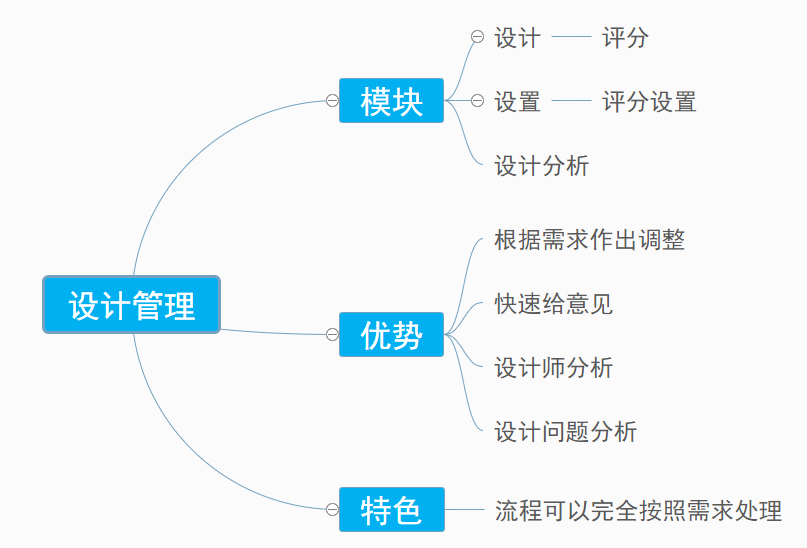 设计管理
模块
设计
评分
设置
评分设置
设计分析
优势
根据需求作出调整
快速给意见
设计师分析
设计问题分析
特色
流程可以完全按照需求处理